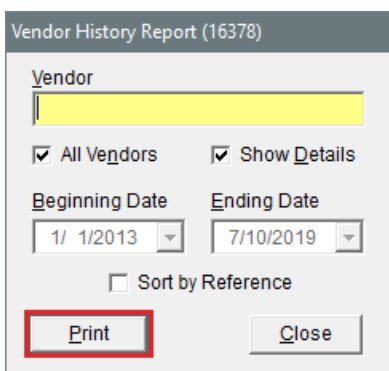 Vendor History Report (16378)
Vendor
All Vendors Show Details
Beginning Date Ending Date
1/ 1/2013 7/10/2019
Sort by Reference
Print Close